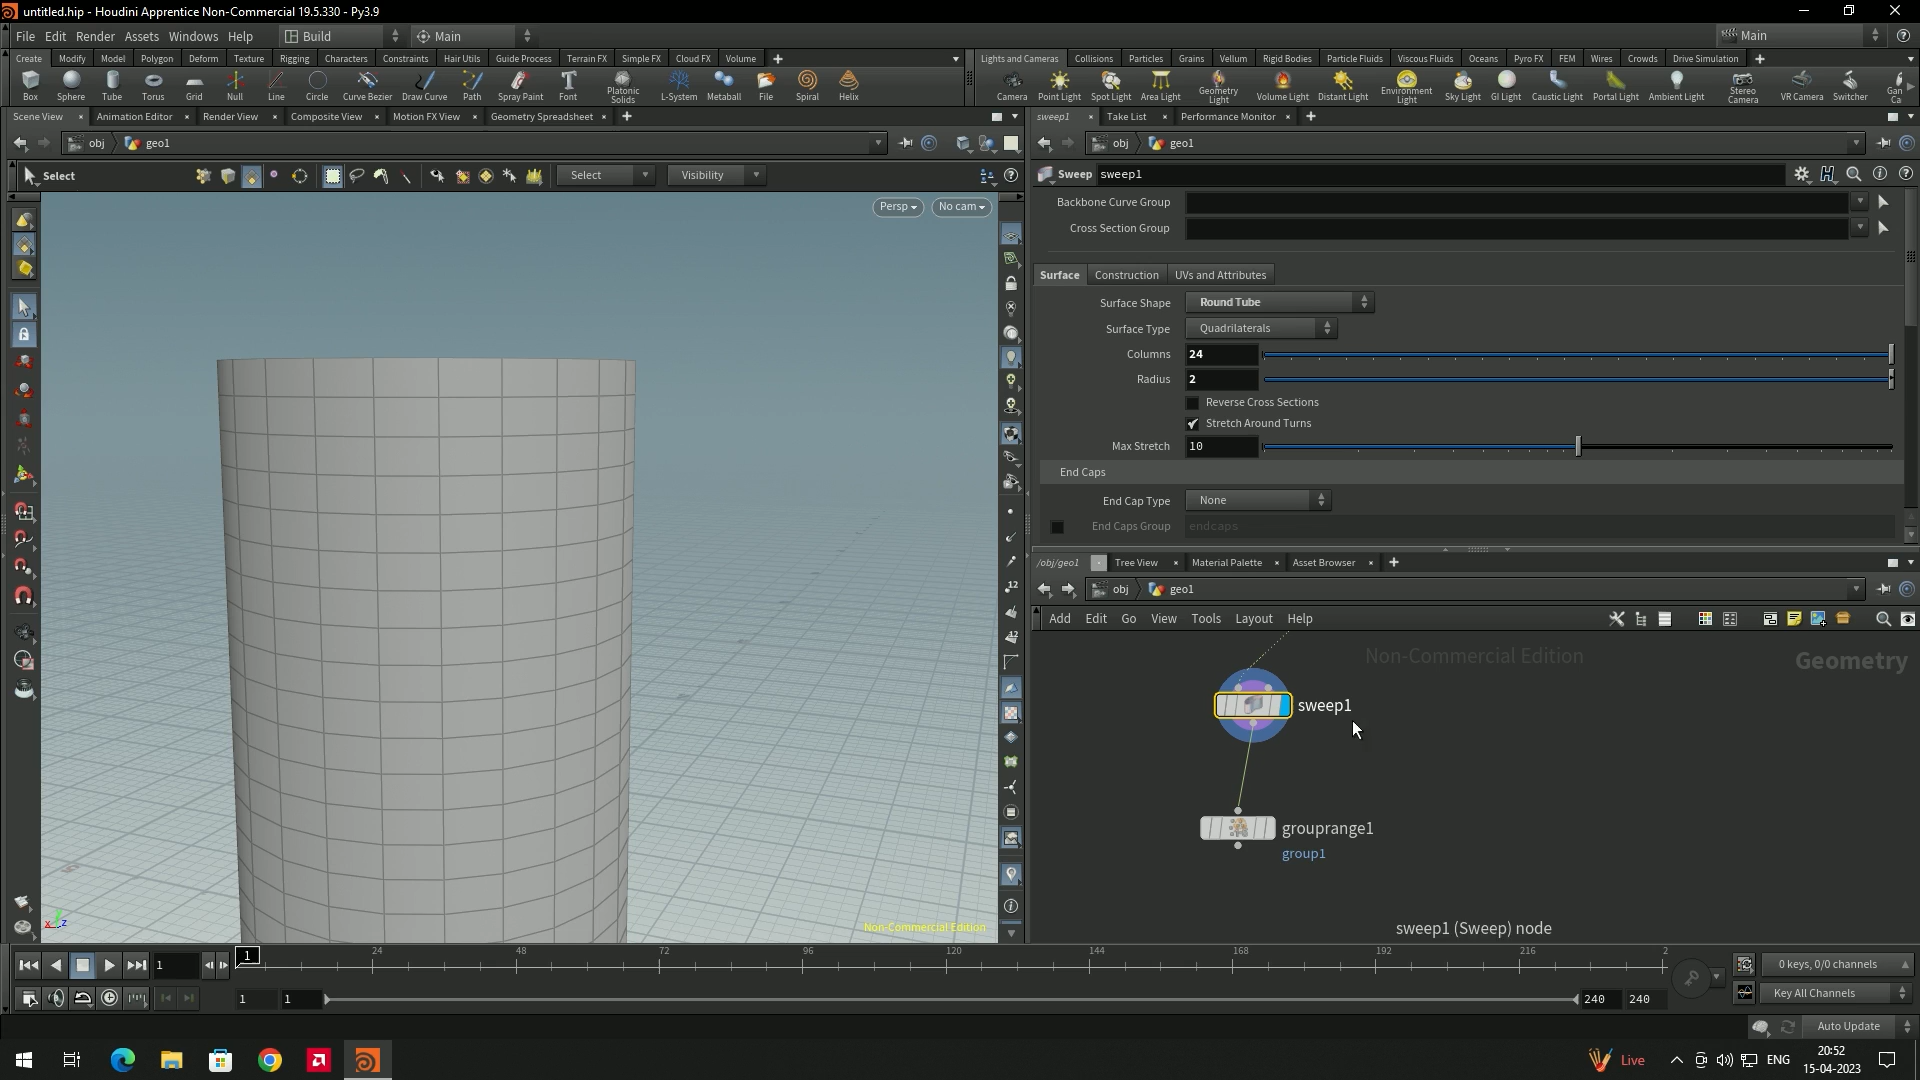 untitled.hip - Houdini Apprentice Non-Commercial 19.5.330 - Py3.9
File Edit Render Assets Windows Help Build Main Main
Create Modify Model Polygon Deform Texture Rigging Characters Constraints Hair Utils Guide Process Terrain FX Simple FX Cloud FX Volume
Lights and Cameras Collisions Particles Grains Vellum Rigid Bodies Particle Fluids Viscous Fluids Oceans Pyro FX FEM Wires Crowds Drive Simulation
Box Sphere Tube Torus Grid Null Line Circle Curve Bezier Draw Curve Path Spray Paint Font Platonic Solids L-System Metaball File Spiral Helix
Camera Point Light Spot Light Area Light Geometry Light Volume Light Distant Light Environment Light Sky Light GI Light Caustic Light Portal Light Ambient Light Stereo Camera VR Camera Switcher Gan Ca
Scene View Animation Editor Render View Composite View Motion FX View Geometry Spreadsheet
sweep1 Take List Performance Monitor
obj geo1
obj geo1
Select Select Visibility
Sweep sweep1
Persp No cam
Backbone Curve Group
Cross Section Group
Surface Construction UVs and Attributes
Surface Shape Round Tube
Surface Type Quadrilaterals
Columns 24
Radius 2
Reverse Cross Sections
Stretch Around Turns
Max Stretch 10
End Caps
End Cap Type None
End Caps Group endcaps
/obj/geo1 Tree View Material Palette Asset Browser
obj geo1
Add Edit Go View Tools Layout Help
Non-Commercial Edition
Geometry
sweep1
grouprange1
group1
sweep1 (Sweep) node
12
12
x z
Non-Commercial Edition
1 1 24 48 72 96 120 144 168 192 216 2
0 keys, 0/0 channels
1 1 240 240
Key All Channels
Auto Update
Live ENG
20:52
15-04-2023